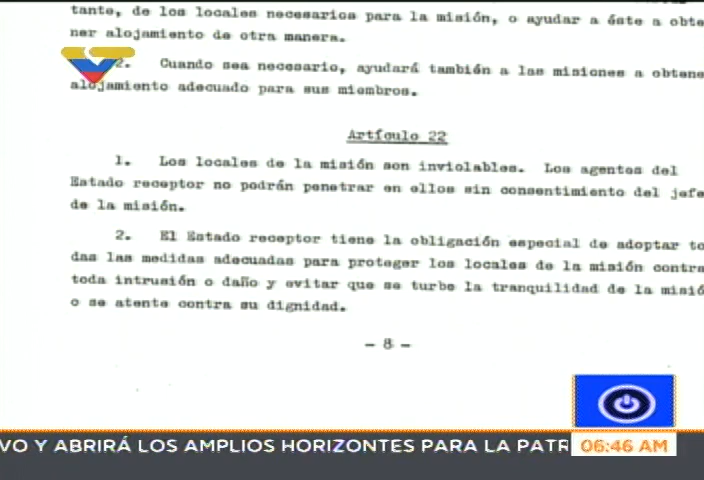 tante, de los locales necesarios para la misión, o ayudar a éste a obte
ner alojamiento de otra manera.
2. Cuando sea necesario, ayudará también a las misiones a obtene
alojamiento adecuado para sus miembros.
Artículo 22
1. Los locales de la misión son inviolables. Los agentes del
Estado receptor no podrán penetrar en ellos sin consentimiento del jefe
de la misión.
2. El Estado receptor tiene la obligación especial de adoptar to
das las medidas adecuadas para proteger los locales de la misión contra
toda intrusión o daño y evitar que se turbe la tranquilidad de la misió
o se atente contra su dignidad.
- 8 -
VO Y ABRIRÁ LOS AMPLIOS HORIZONTES PARA LA PATR
06:46 AM